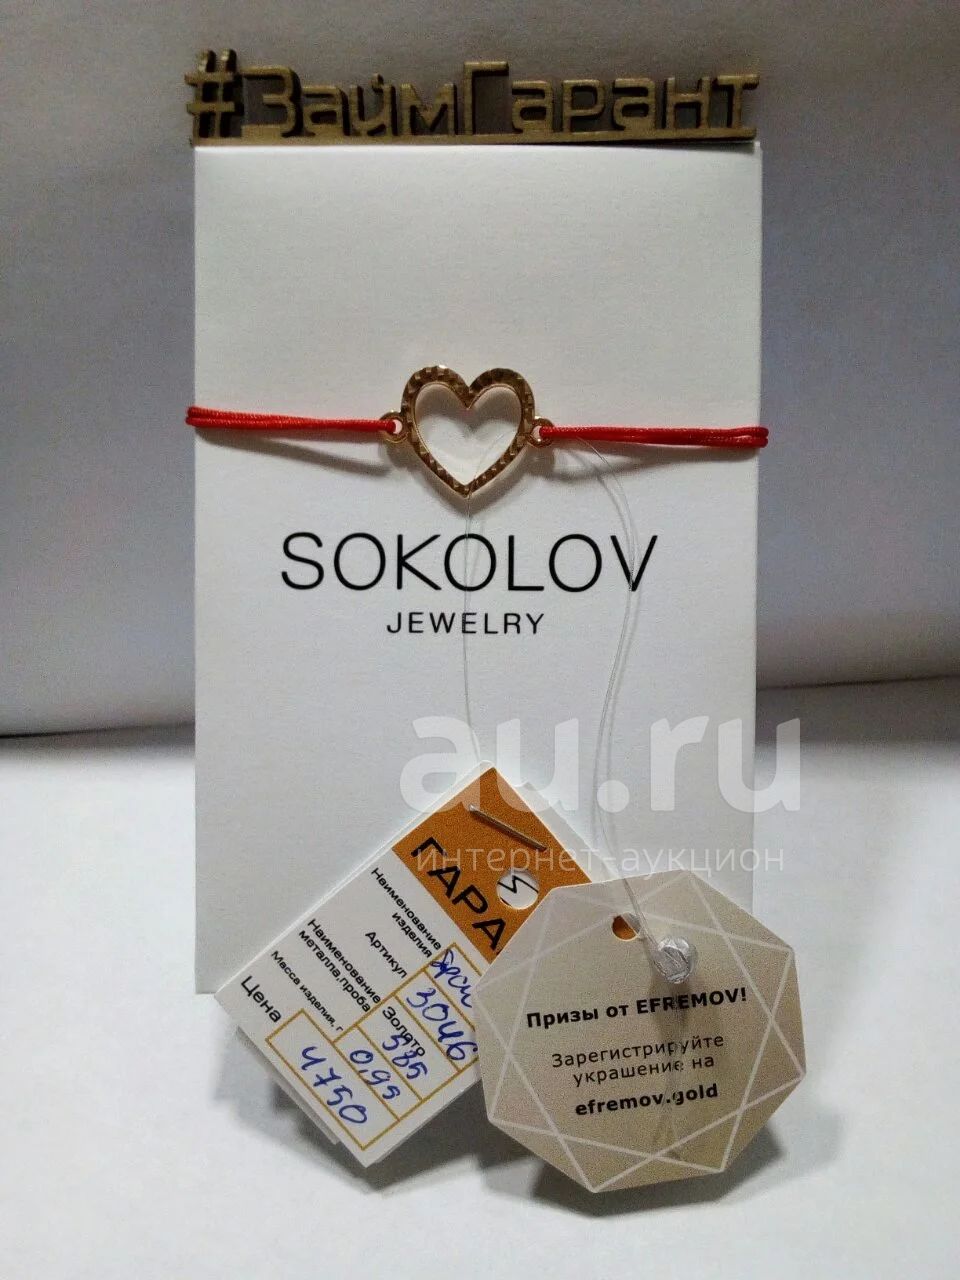 #ЗаймГарант
SOKOLOV
JEWELRY
au.ru
интернет-аукцион
ГАРА
Наименование
изделия
Артикул
3046
Наименование
металла, проба
Золото
585
Масса изделия, г
0,95
Цена
4750
Призы от EFREMOV!
Зарегистрируйте
украшение на
efremov.gold